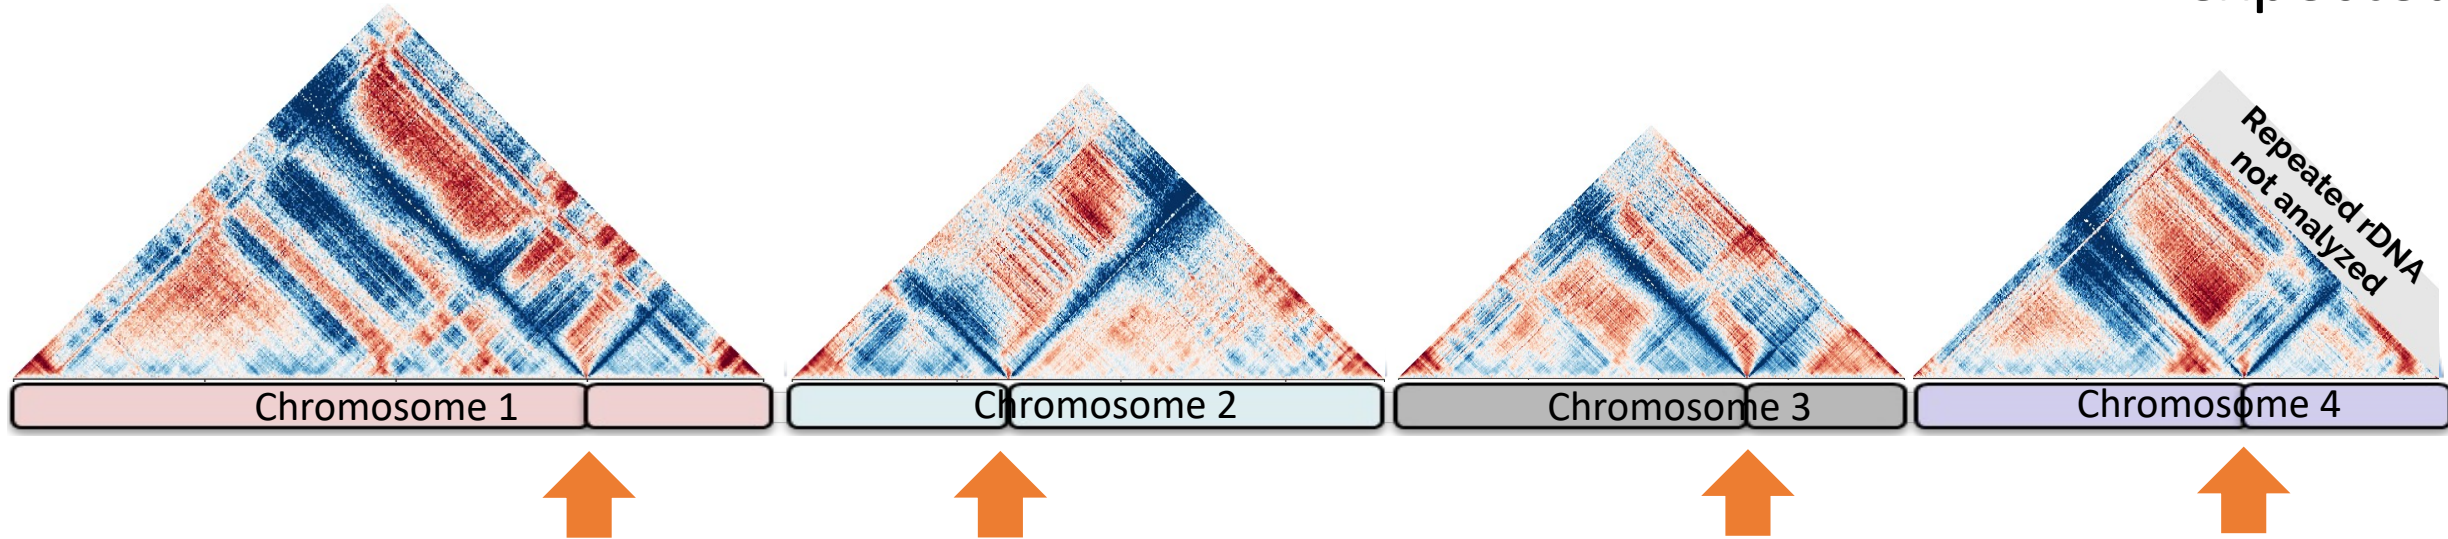 Repeated rDNA
not analyzed
Chromosome 1
Chromosome 2
Chromosome 3
Chromosome 4